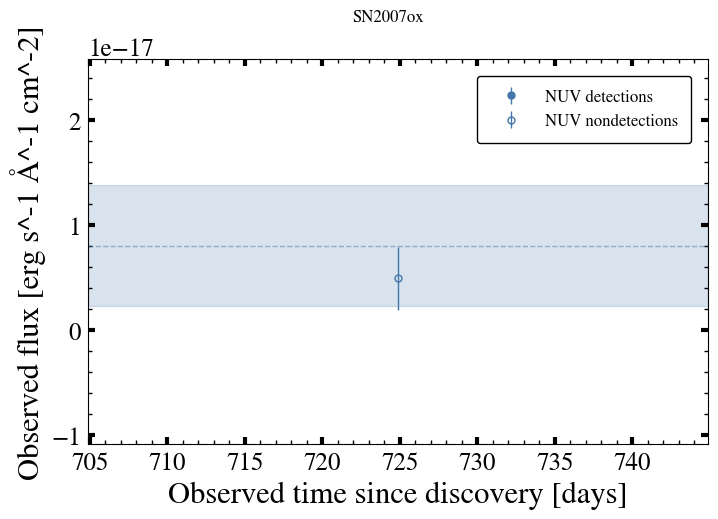 SN2007ox
1e−17
NUV detections
NUV nondetections
2
1
0
−1
Observed flux [erg s^-1 Å^-1 cm^-2]
705 710 715 720 725 730 735 740
Observed time since discovery [days]